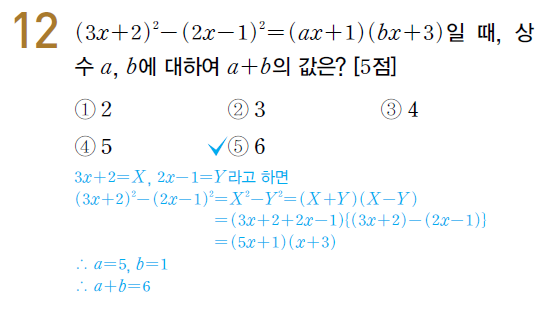 12 (3x+2)²-(2x-1)²=(ax+1)(bx+3)일 때, 상
수 a, b에 대하여 a+b의 값은? [5점]
① 2 ② 3 ③ 4
④ 5 ✓⑤ 6
3x+2=X, 2x-1=Y라고 하면
(3x+2)²-(2x-1)²=X²-Y²=(X+Y)(X-Y)
=(3x+2+2x-1){(3x+2)-(2x-1)}
=(5x+1)(x+3)
∴ a=5, b=1
∴ a+b=6